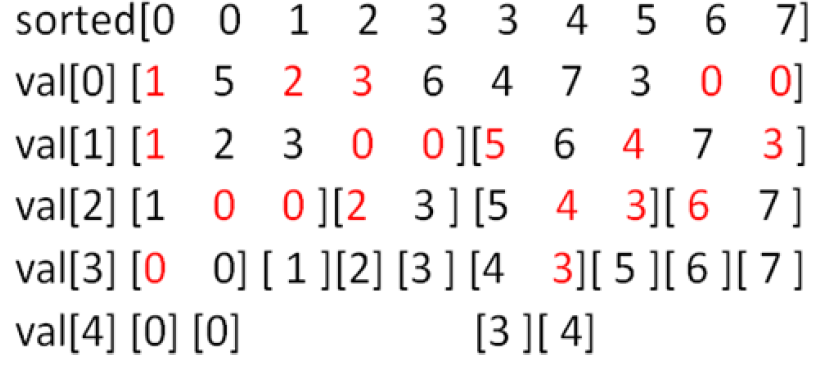 sorted[0 0 1 2 3 3 4 5 6 7]
val[0] [1 5 2 3 6 4 7 3 0 0]
val[1] [1 2 3 0 0 ][5 6 4 7 3 ]
val[2] [1 0 0 ][2 3 ] [5 4 3][ 6 7 ]
val[3] [0 0] [ 1 ][2] [3 ] [4 3][ 5 ][ 6 ][ 7 ]
val[4] [0] [0] [3 ][ 4]